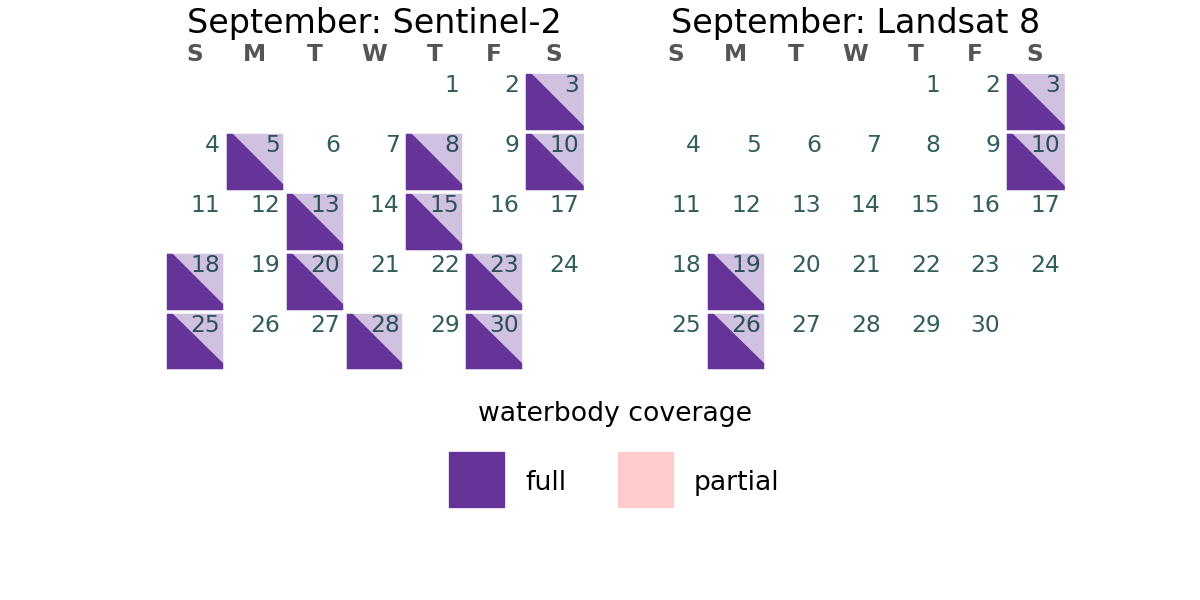 September: Sentinel-2
S M T W T F S
1 2 3
4 5 6 7 8 9 10
11 12 13 14 15 16 17
18 19 20 21 22 23 24
25 26 27 28 29 30
September: Landsat 8
S M T W T F S
1 2 3
4 5 6 7 8 9 10
11 12 13 14 15 16 17
18 19 20 21 22 23 24
25 26 27 28 29 30
waterbody coverage
full
partial